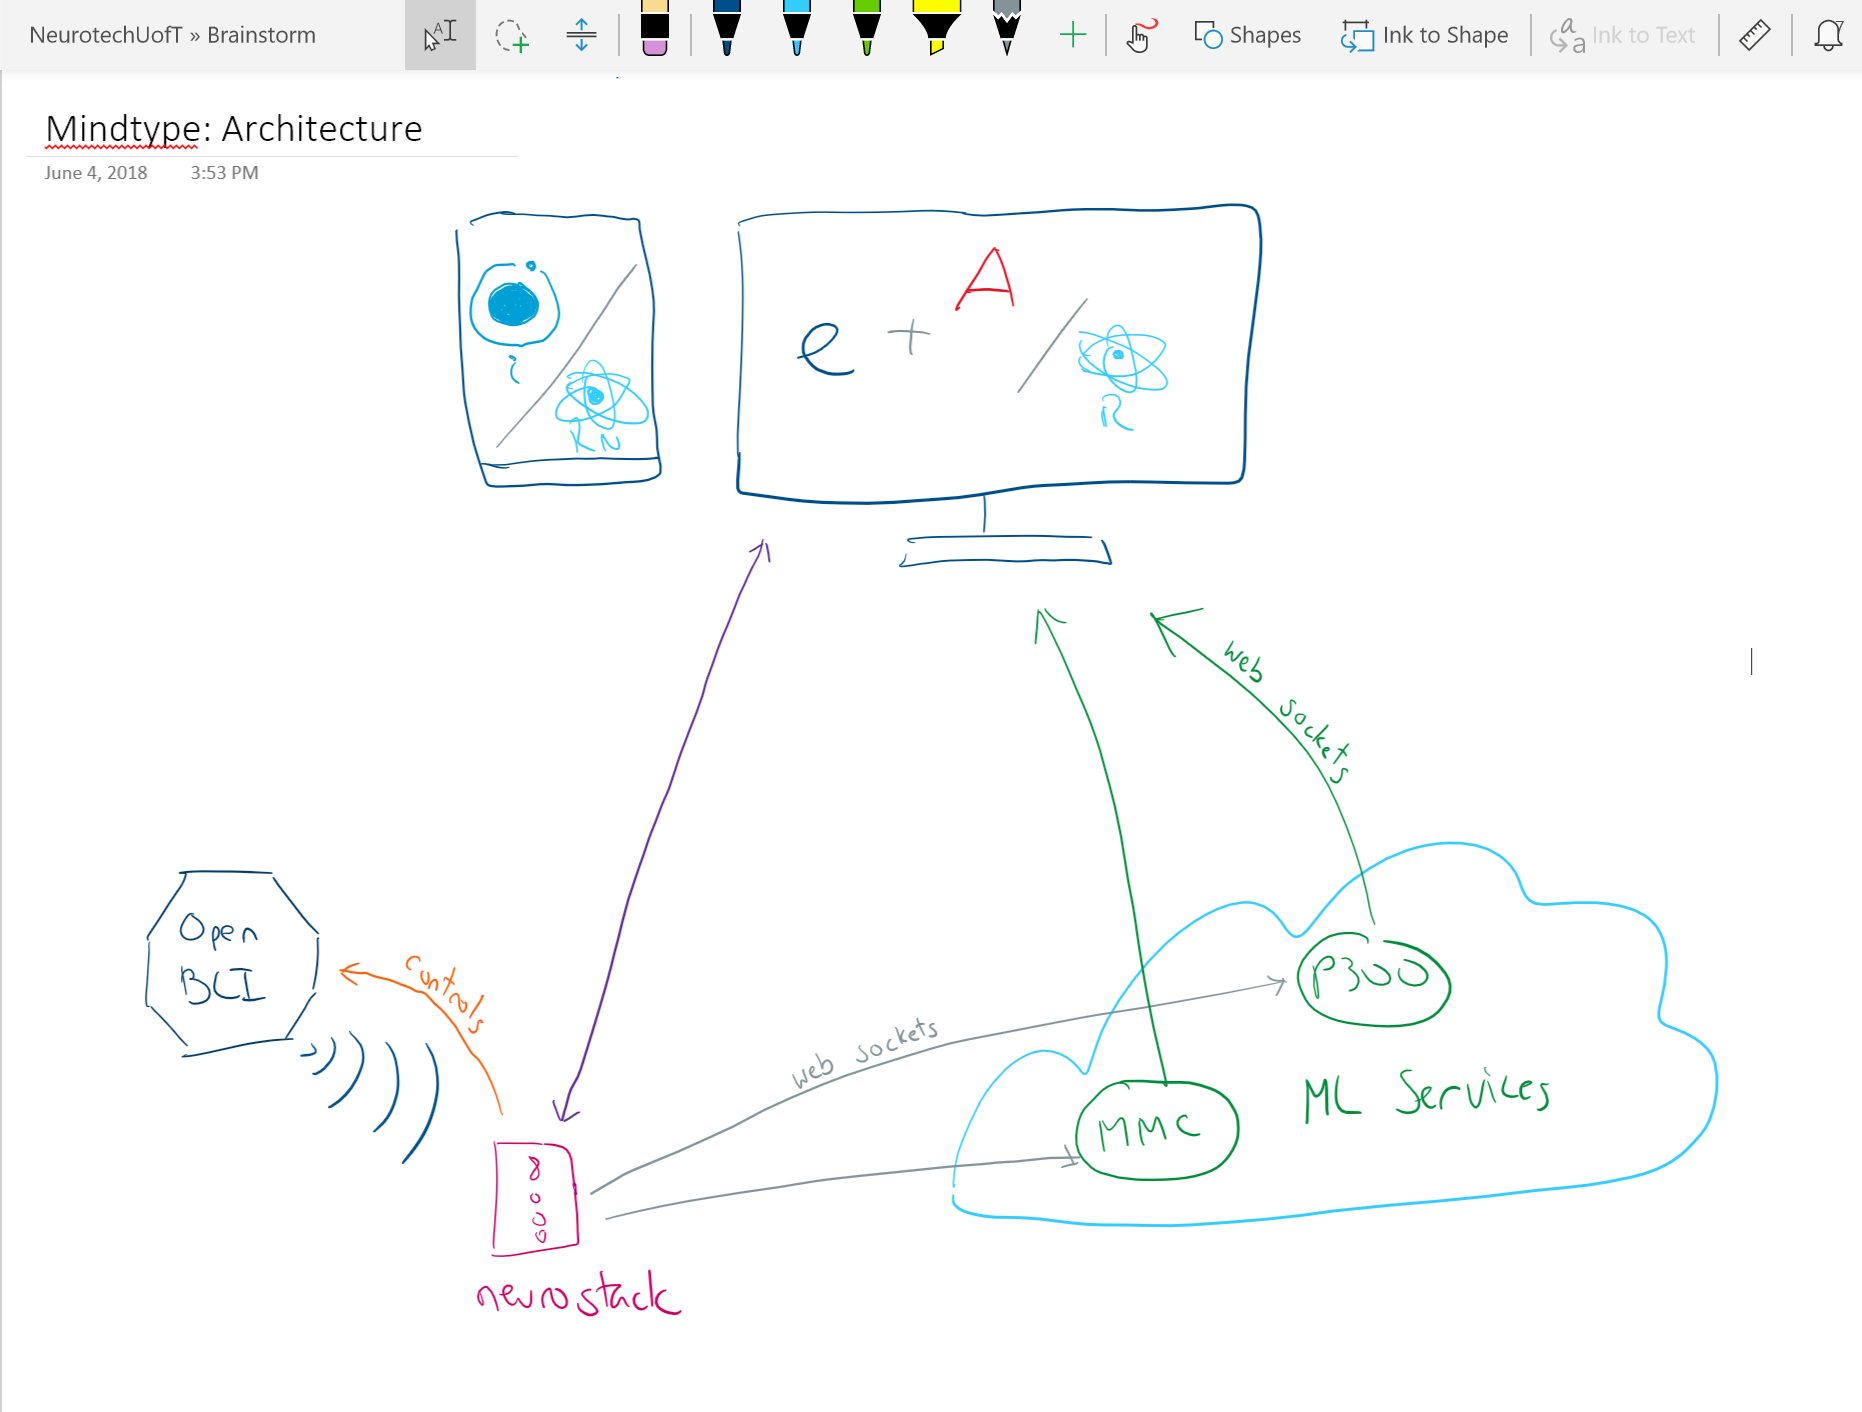 NeurotechUofT » Brainstorm
Shapes
Ink to Shape
Ink to Text
Mindtype: Architecture
June 4, 2018 3:53 PM
e + A / R
i
RN
web sockets
Open
BCI
controls
web sockets
P300
MMC
ML Services
neurostack